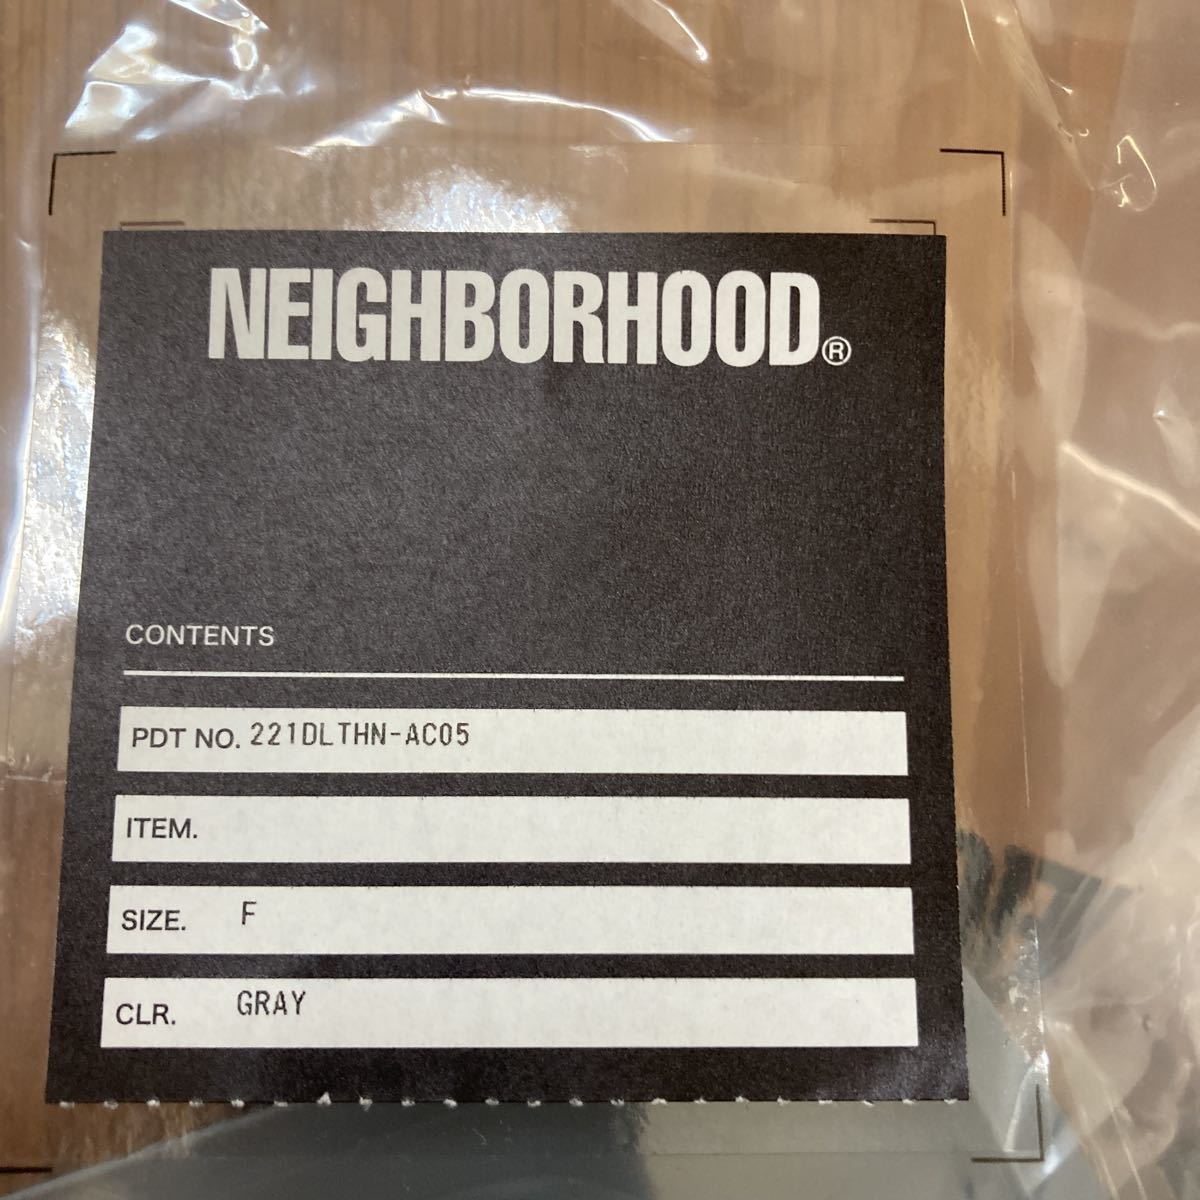 NEIGHBORHOOD®
CONTENTS
PDT NO. 221DLTHN-AC05
ITEM.
SIZE. F
CLR. GRAY